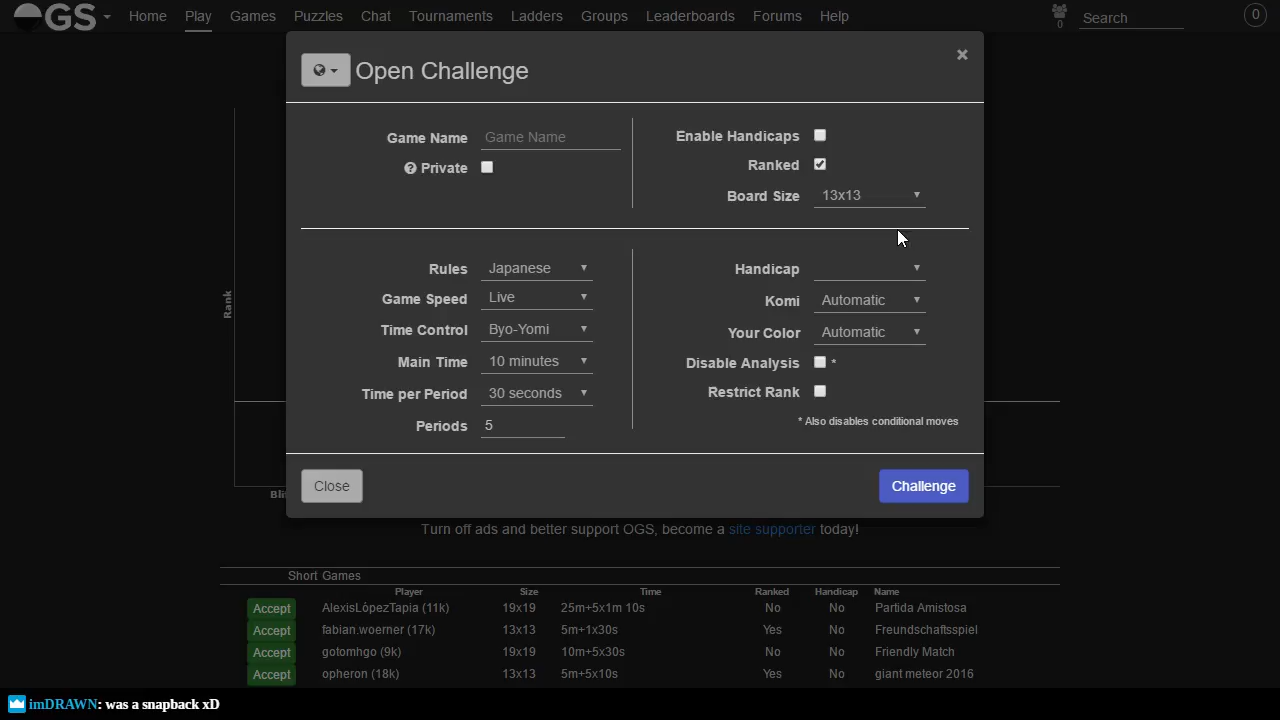 OGS Home Play Games Puzzles Chat Tournaments Ladders Groups Leaderboards Forums Help 0 Search 0
Open Challenge ×
Game Name Game Name
Private
Enable Handicaps
Ranked
Board Size 13x13
Rules Japanese
Game Speed Live
Time Control Byo-Yomi
Main Time 10 minutes
Time per Period 30 seconds
Periods 5
Handicap
Komi Automatic
Your Color Automatic
Disable Analysis *
Restrict Rank
* Also disables conditional moves
Close Challenge
Rank
Bli
Turn off ads and better support OGS, become a site supporter today!
Short Games
Player Size Time Ranked Handicap Name
Accept AlexisLòpezTapia (11k) 19x19 25m+5x1m 10s No No Partida Amistosa
Accept fabian.woerner (17k) 13x13 5m+1x30s Yes No Freundschaftsspiel
Accept gotomhgo (9k) 19x19 10m+5x30s No No Friendly Match
Accept opheron (18k) 13x13 5m+5x10s Yes No giant meteor 2016
imDRAWN: was a snapback xD